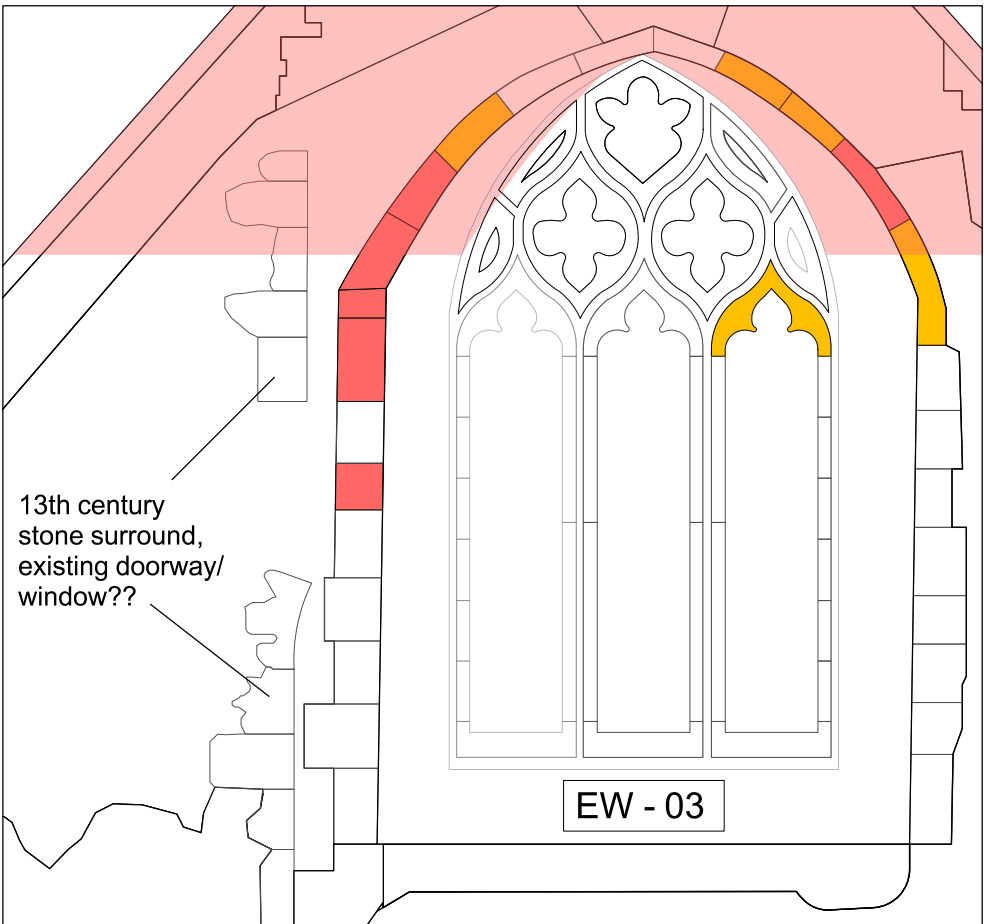 13th century
stone surround,
existing doorway/
window??
EW - 03